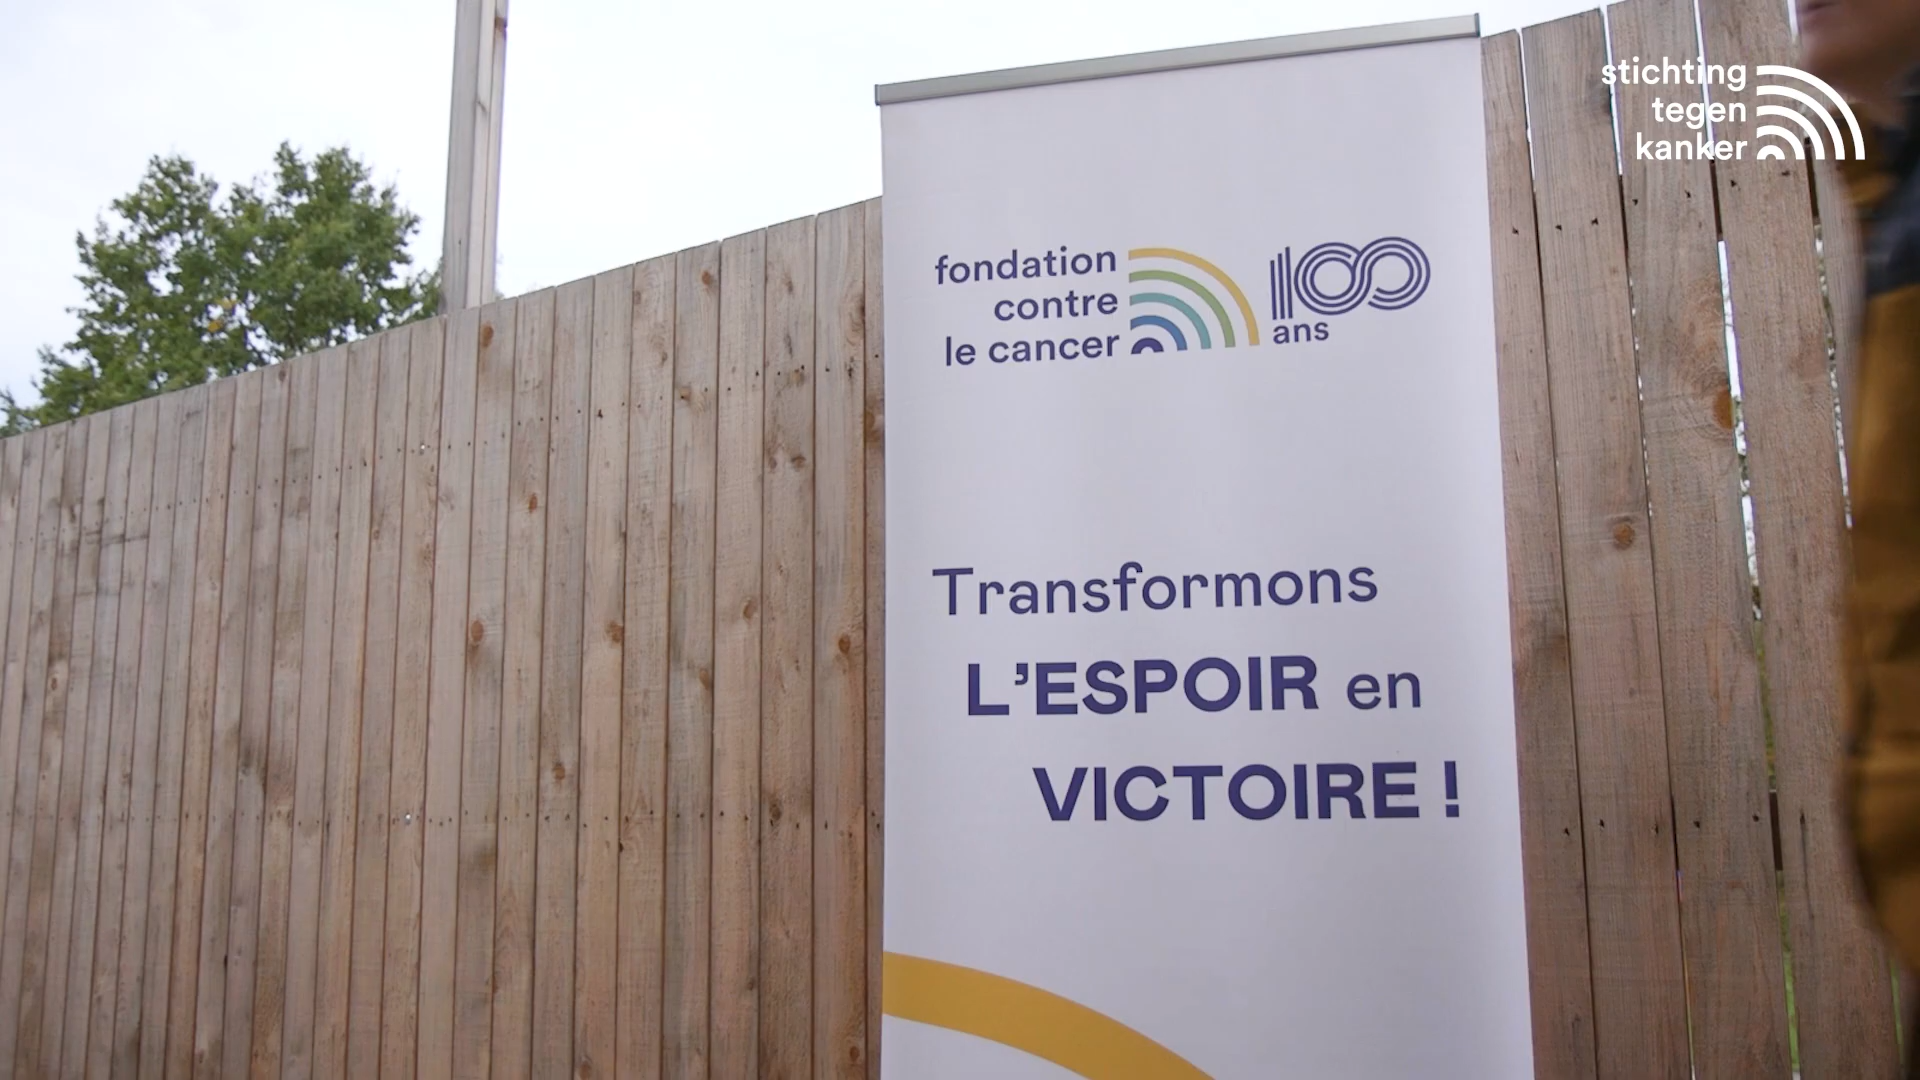 stichting
tegen
kanker
fondation
contre
le cancer
100
ans
Transformons
L'ESPOIR en
VICTOIRE !